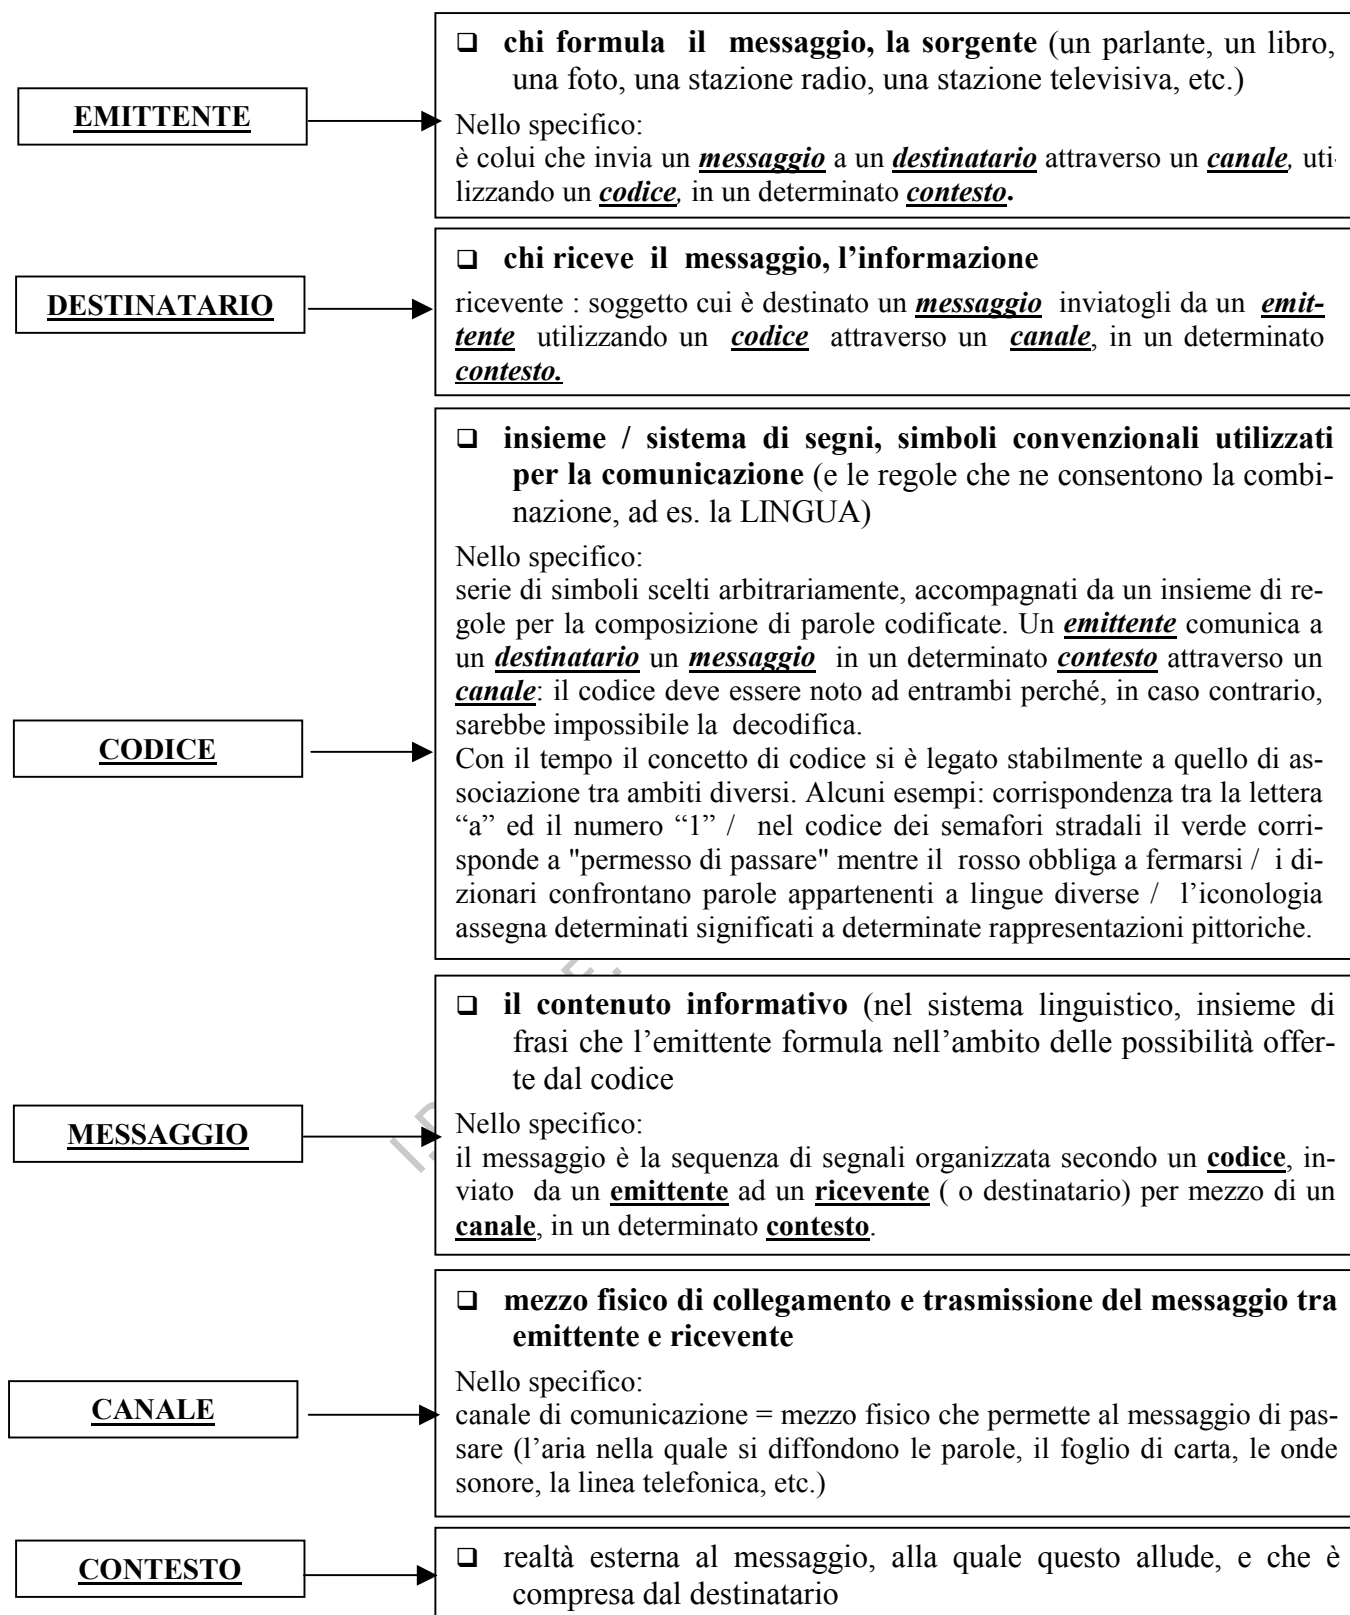 ❑ chi formula il messaggio, la sorgente (un parlante, un libro,
una foto, una stazione radio, una stazione televisiva, etc.)
EMITTENTE
Nello specifico:
è colui che invia un messaggio a un destinatario attraverso un canale, uti-
lizzando un codice, in un determinato contesto.
❑ chi riceve il messaggio, l’informazione
DESTINATARIO
ricevente : soggetto cui è destinato un messaggio inviatogli da un emit-
tente utilizzando un codice attraverso un canale, in un determinato
contesto.
❑ insieme / sistema di segni, simboli convenzionali utilizzati
per la comunicazione (e le regole che ne consentono la combi-
nazione, ad es. la LINGUA)
Nello specifico:
serie di simboli scelti arbitrariamente, accompagnati da un insieme di re-
gole per la composizione di parole codificate. Un emittente comunica a
un destinatario un messaggio in un determinato contesto attraverso un
canale: il codice deve essere noto ad entrambi perché, in caso contrario,
sarebbe impossibile la decodifica.
CODICE
Con il tempo il concetto di codice si è legato stabilmente a quello di as-
sociazione tra ambiti diversi. Alcuni esempi: corrispondenza tra la lettera
“a” ed il numero “1” / nel codice dei semafori stradali il verde corri-
sponde a "permesso di passare" mentre il rosso obbliga a fermarsi / i di-
zionari confrontano parole appartenenti a lingue diverse / l’iconologia
assegna determinati significati a determinate rappresentazioni pittoriche.
❑ il contenuto informativo (nel sistema linguistico, insieme di
frasi che l’emittente formula nell’ambito delle possibilità offer-
te dal codice
MESSAGGIO
Nello specifico:
il messaggio è la sequenza di segnali organizzata secondo un codice, in-
viato da un emittente ad un ricevente ( o destinatario) per mezzo di un
canale, in un determinato contesto.
❑ mezzo fisico di collegamento e trasmissione del messaggio tra
emittente e ricevente
Nello specifico:
CANALE
canale di comunicazione = mezzo fisico che permette al messaggio di pas-
sare (l’aria nella quale si diffondono le parole, il foglio di carta, le onde
sonore, la linea telefonica, etc.)
CONTESTO
❑ realtà esterna al messaggio, alla quale questo allude, e che è
compresa dal destinatario